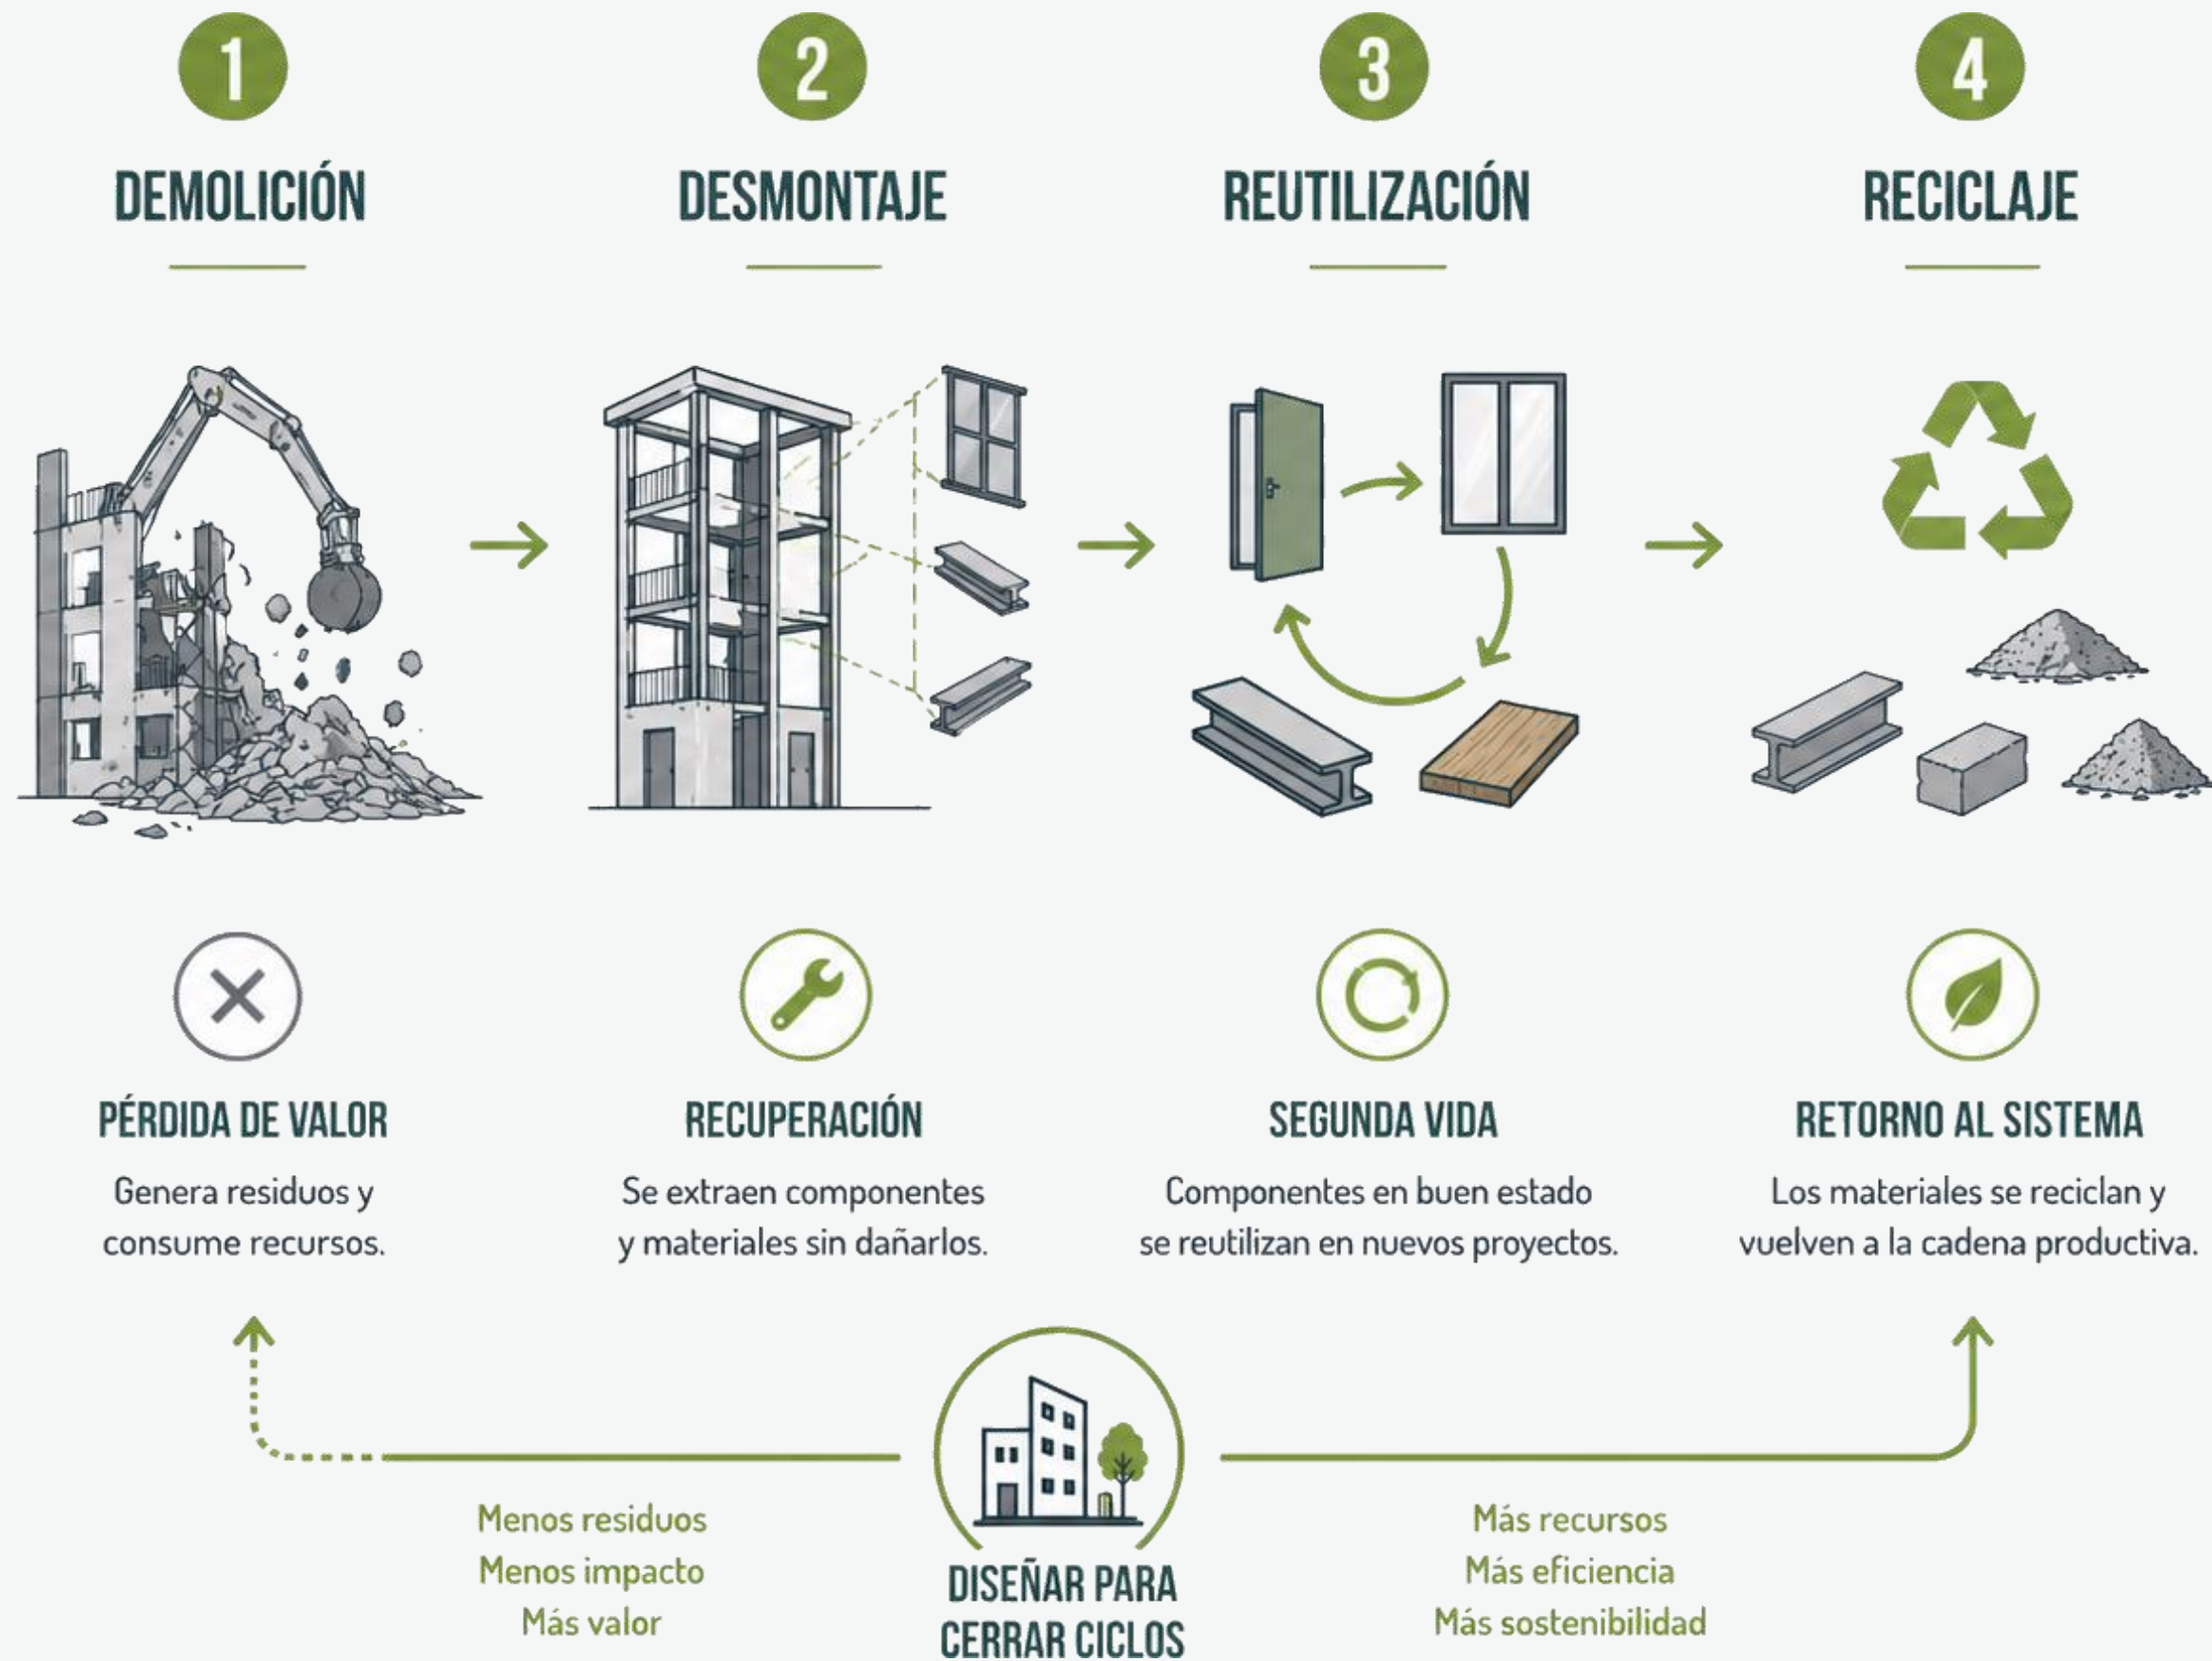 1
DEMOLICIÓN
2
DESMONTAJE
3
REUTILIZACIÓN
4
RECICLAJE
PÉRDIDA DE VALOR
Genera residuos y
consume recursos.
RECUPERACIÓN
Se extraen componentes
y materiales sin dañarlos.
SEGUNDA VIDA
Componentes en buen estado
se reutilizan en nuevos proyectos.
RETORNO AL SISTEMA
Los materiales se reciclan y
vuelven a la cadena productiva.
Menos residuos
Menos impacto
Más valor
DISEÑAR PARA
CERRAR CICLOS
Más recursos
Más eficiencia
Más sostenibilidad